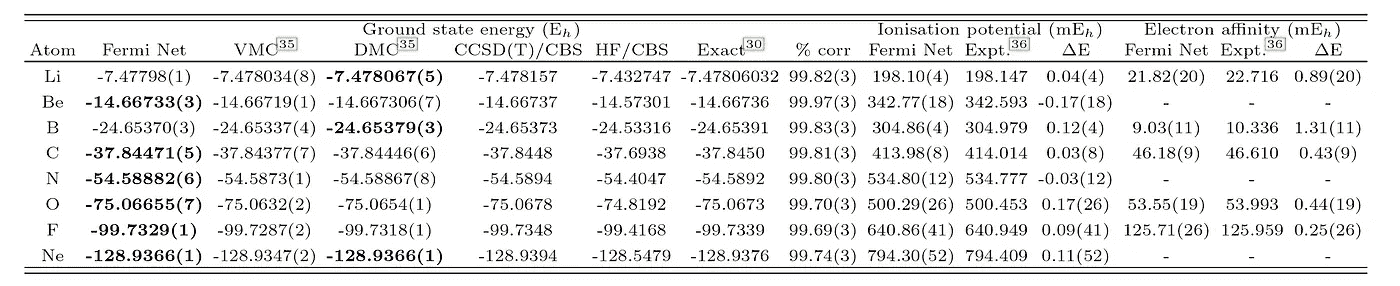 Ground state energy (Eh) Ionisation potential (mEh) Electron affinity (mEh)
Atom Fermi Net VMC35 DMC35 CCSD(T)/CBS HF/CBS Exact30 % corr Fermi Net Expt.36 ΔE Fermi Net Expt.36 ΔE
Li -7.47798(1) -7.478034(8) -7.478067(5) -7.478157 -7.432747 -7.47806032 99.82(3) 198.10(4) 198.147 0.04(4) 21.82(20) 22.716 0.89(20)
Be -14.66733(3) -14.66719(1) -14.667306(7) -14.66737 -14.57301 -14.66736 99.97(3) 342.77(18) 342.593 -0.17(18) - - -
B -24.65370(3) -24.65337(4) -24.65379(3) -24.65373 -24.53316 -24.65391 99.83(3) 304.86(4) 304.979 0.12(4) 9.03(11) 10.336 1.31(11)
C -37.84471(5) -37.84377(7) -37.84446(6) -37.8448 -37.6938 -37.8450 99.81(3) 413.98(8) 414.014 0.03(8) 46.18(9) 46.610 0.43(9)
N -54.58882(6) -54.5873(1) -54.58867(8) -54.5894 -54.4047 -54.5892 99.80(3) 534.80(12) 534.777 -0.03(12) - - -
O -75.06655(7) -75.0632(2) -75.0654(1) -75.0678 -74.8192 -75.0673 99.70(3) 500.29(26) 500.453 0.17(26) 53.55(19) 53.993 0.44(19)
F -99.7329(1) -99.7287(2) -99.7318(1) -99.7348 -99.4168 -99.7339 99.69(3) 640.86(41) 640.949 0.09(41) 125.71(26) 125.959 0.25(26)
Ne -128.9366(1) -128.9347(2) -128.9366(1) -128.9394 -128.5479 -128.9376 99.74(3) 794.30(52) 794.409 0.11(52) - - -